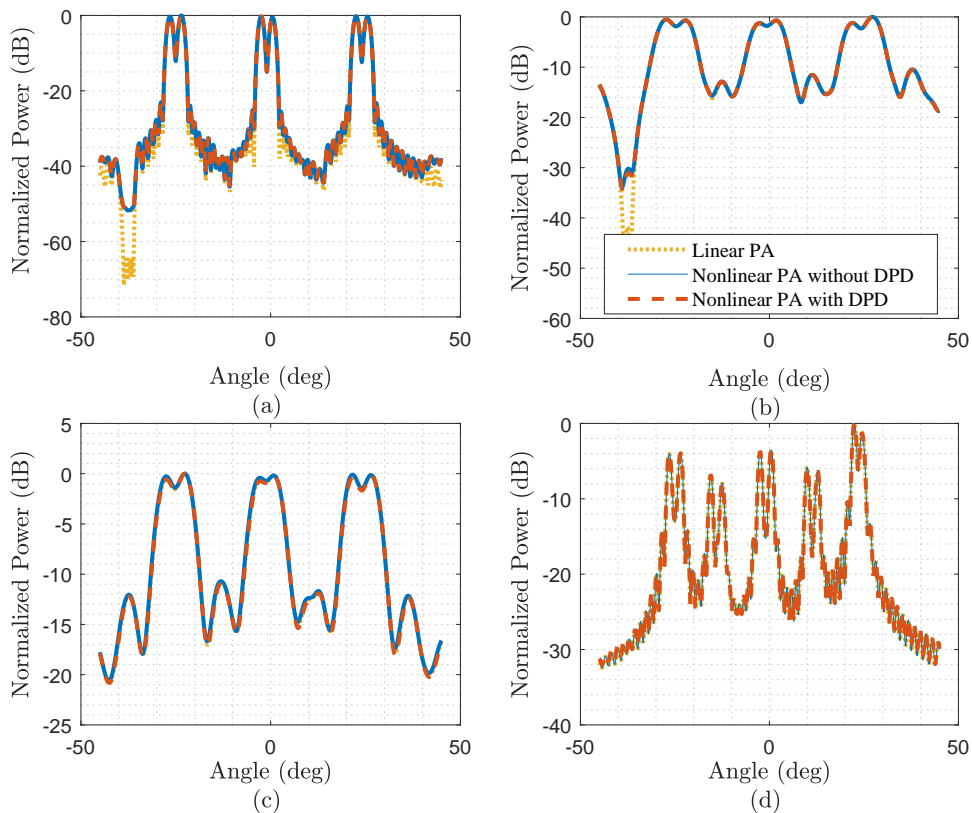 Normalized Power (dB)
0
-20
-40
-60
-80
-50
0
50
Angle (deg)
(a)
Normalized Power (dB)
0
-10
-20
-30
-40
-50
-60
-50
0
50
Linear PA
Nonlinear PA without DPD
Nonlinear PA with DPD
Angle (deg)
(b)
Normalized Power (dB)
5
0
-5
-10
-15
-20
-25
-50
0
50
Angle (deg)
(c)
Normalized Power (dB)
0
-10
-20
-30
-40
-50
0
50
Angle (deg)
(d)